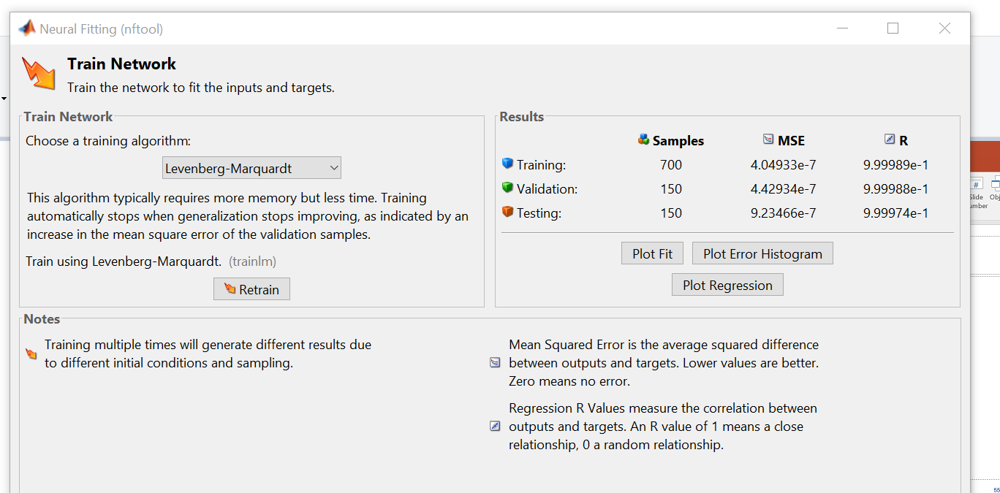 Neural Fitting (nftool)
Train Network
Train the network to fit the inputs and targets.
Train Network
Choose a training algorithm:
Levenberg-Marquardt
This algorithm typically requires more memory but less time. Training
automatically stops when generalization stops improving, as indicated by an
increase in the mean square error of the validation samples.
Train using Levenberg-Marquardt. (trainlm)
Retrain
Results
Samples MSE R
Training: 700 4.04933e-7 9.99989e-1
Validation: 150 4.42934e-7 9.99988e-1
Testing: 150 9.23466e-7 9.99974e-1
Plot Fit Plot Error Histogram
Plot Regression
Notes
Training multiple times will generate different results due
to different initial conditions and sampling.
Mean Squared Error is the average squared difference
between outputs and targets. Lower values are better.
Zero means no error.
Regression R Values measure the correlation between
outputs and targets. An R value of 1 means a close
relationship, 0 a random relationship.
#
Slide Obj
umber
55